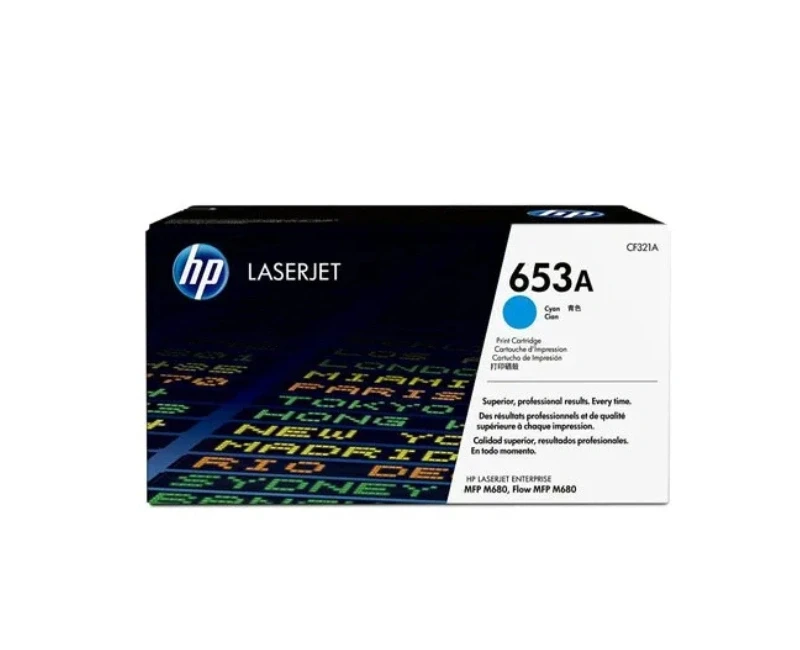 hp
hp
LASERJET
CF321A
653A
Cyan 青色
Cian
Print Cartridge
Cartouche d'Impression
Cartucho de Impresión
打印硒鼓
Superior, professional results. Every time.
Des résultats professionnels et de qualité
supérieure à chaque impression.
Calidad superior, resultados profesionales.
En todo momento.
HP LASERJET ENTERPRISE
MFP M680, Flow MFP M680
LONDO
MIAMI
PARIS
TOKYO
HONG
NEW YO
MADRID
RIO DE
SYDNEY